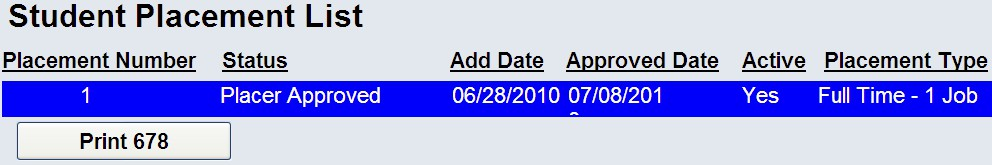 Student Placement List
Placement Number Status Add Date Approved Date Active Placement Type
1 Placer Approved 06/28/2010 07/08/201 Yes Full Time - 1 Job
Print 678